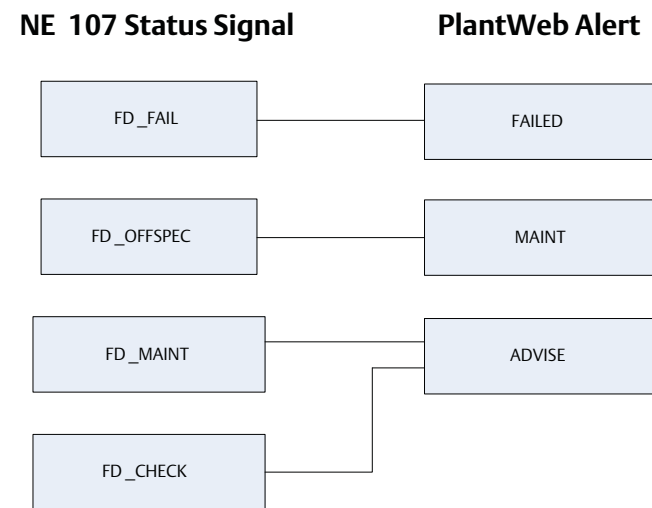 NE 107 Status Signal
PlantWeb Alert
FD_FAIL
FAILED
FD_OFFSPEC
MAINT
FD_MAINT
ADVISE
FD_CHECK